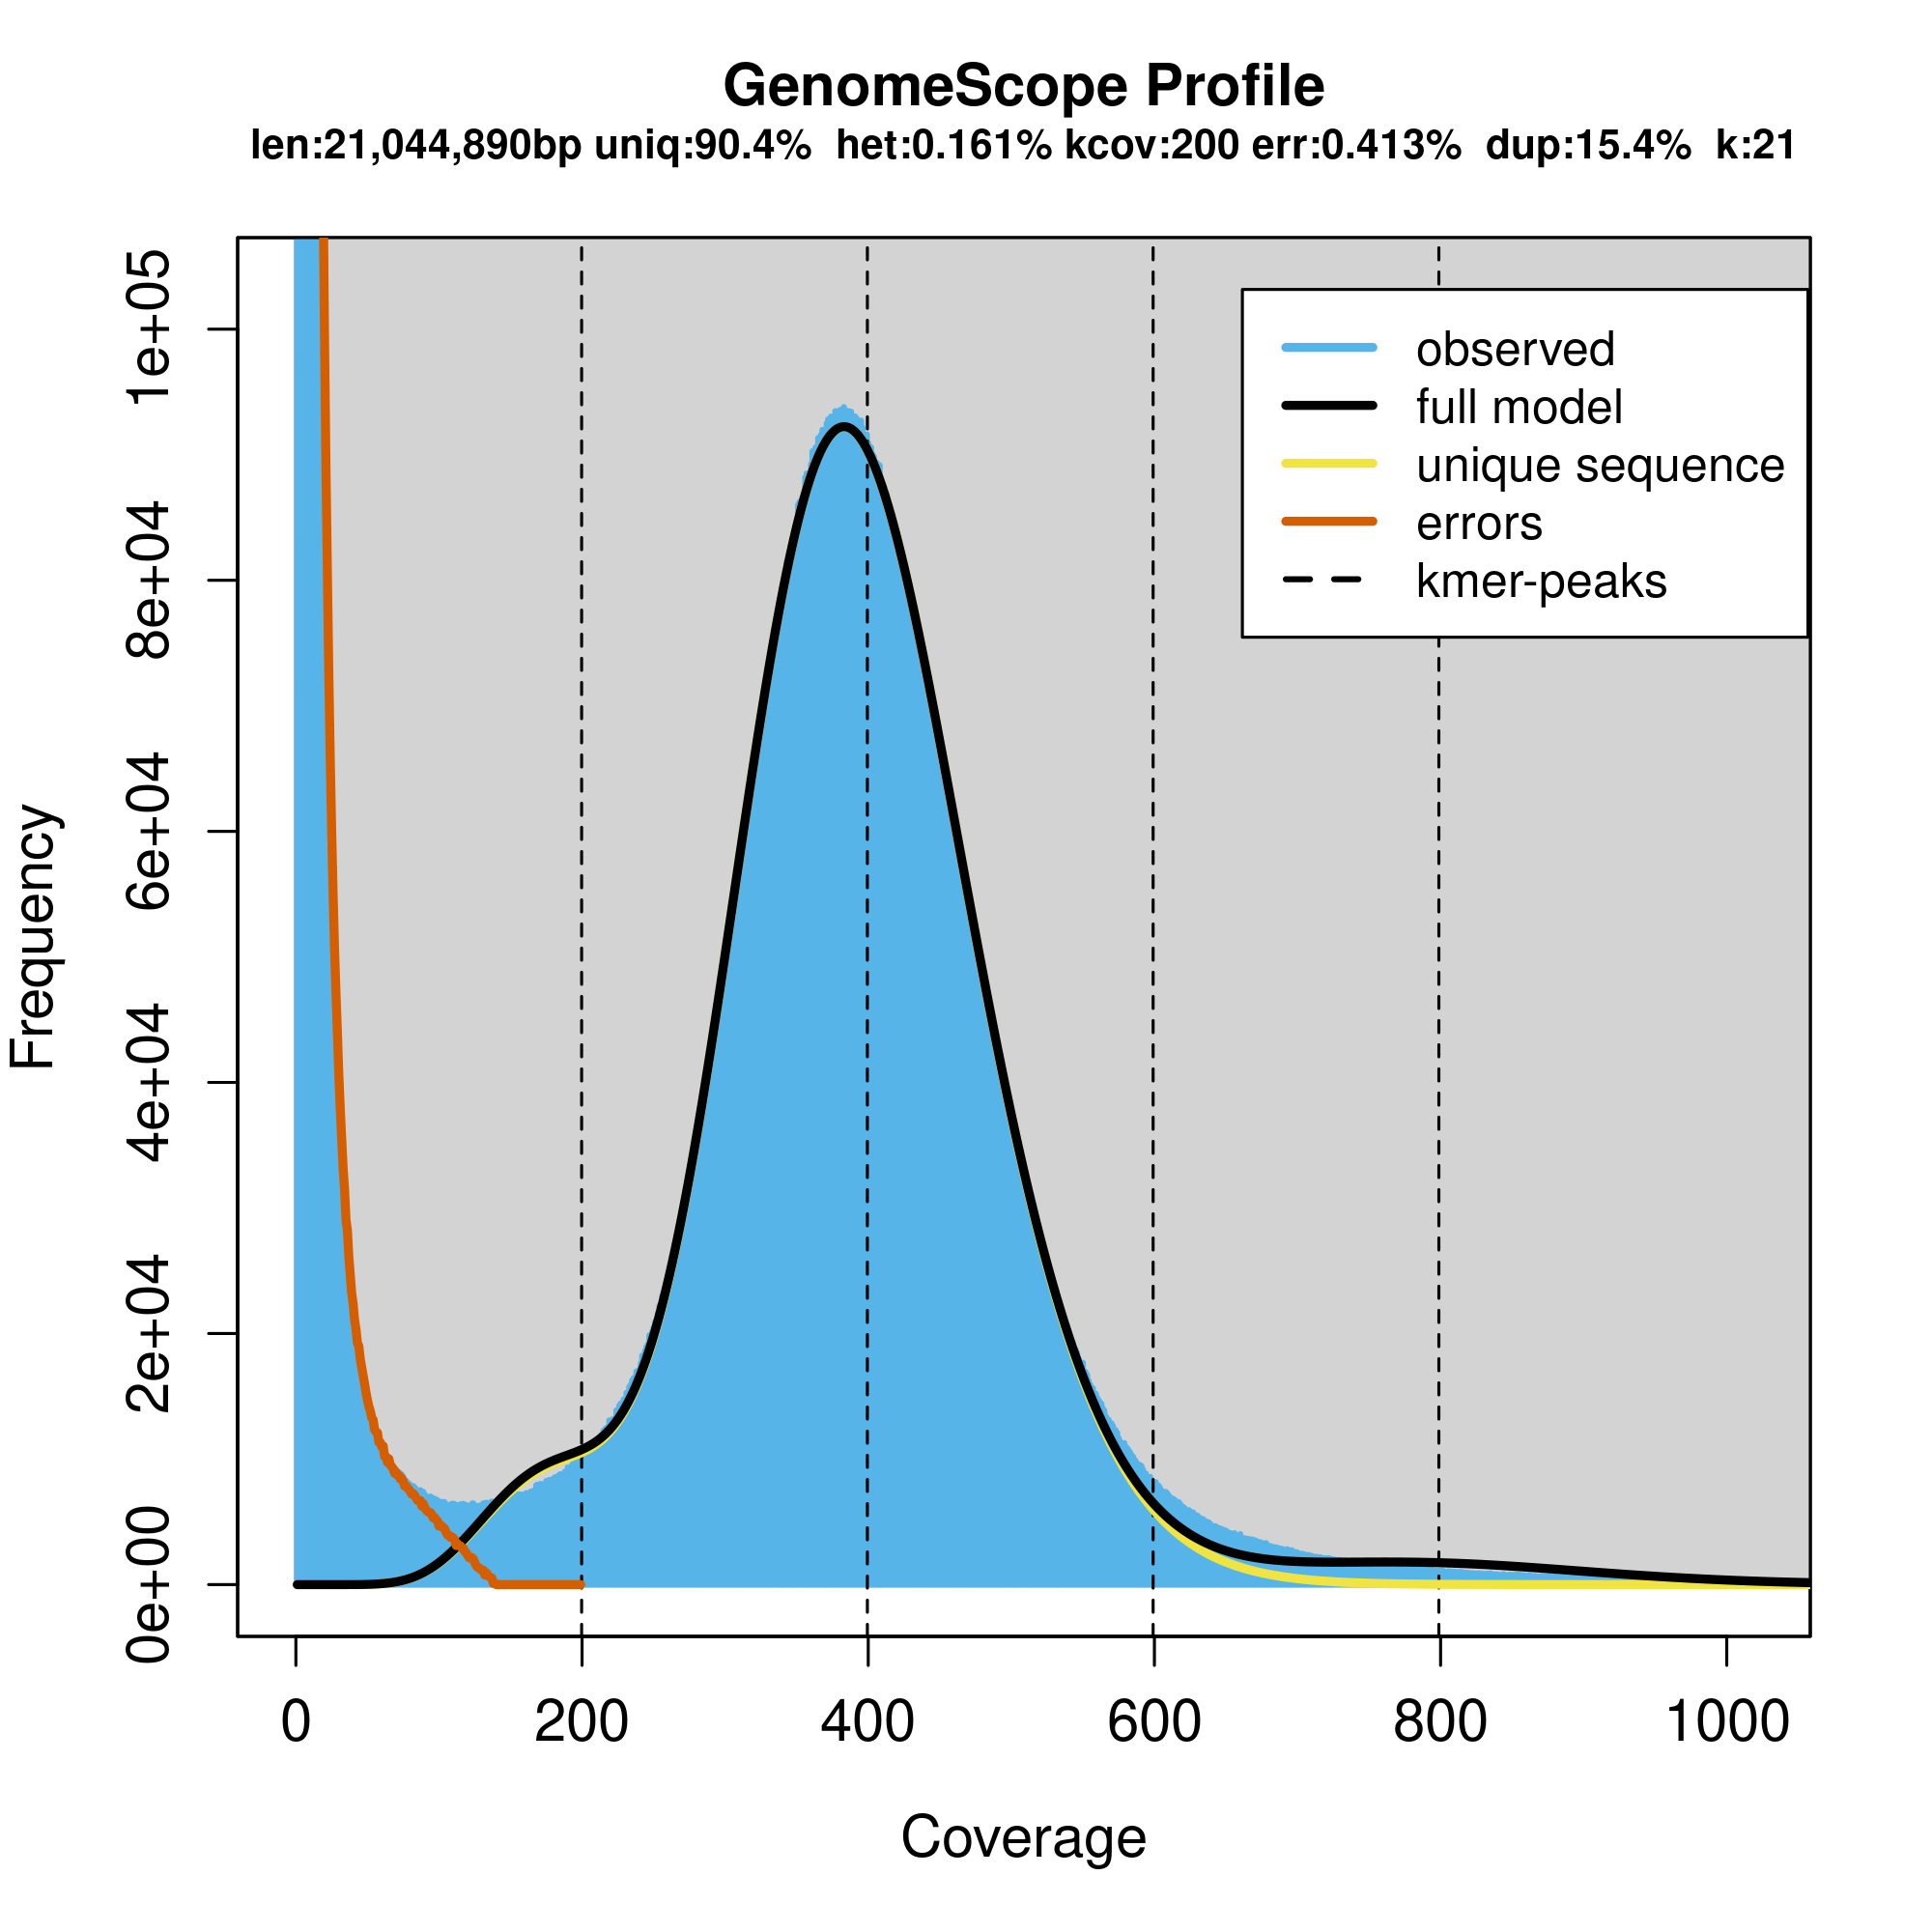 GenomeScope Profile
len:21,044,890bp uniq:90.4% het:0.161% kcov:200 err:0.413% dup:15.4% k:21
observed
full model
unique sequence
errors
kmer-peaks
Frequency
1e+05
8e+04
6e+04
4e+04
2e+04
0e+00
0 200 400 600 800 1000
Coverage